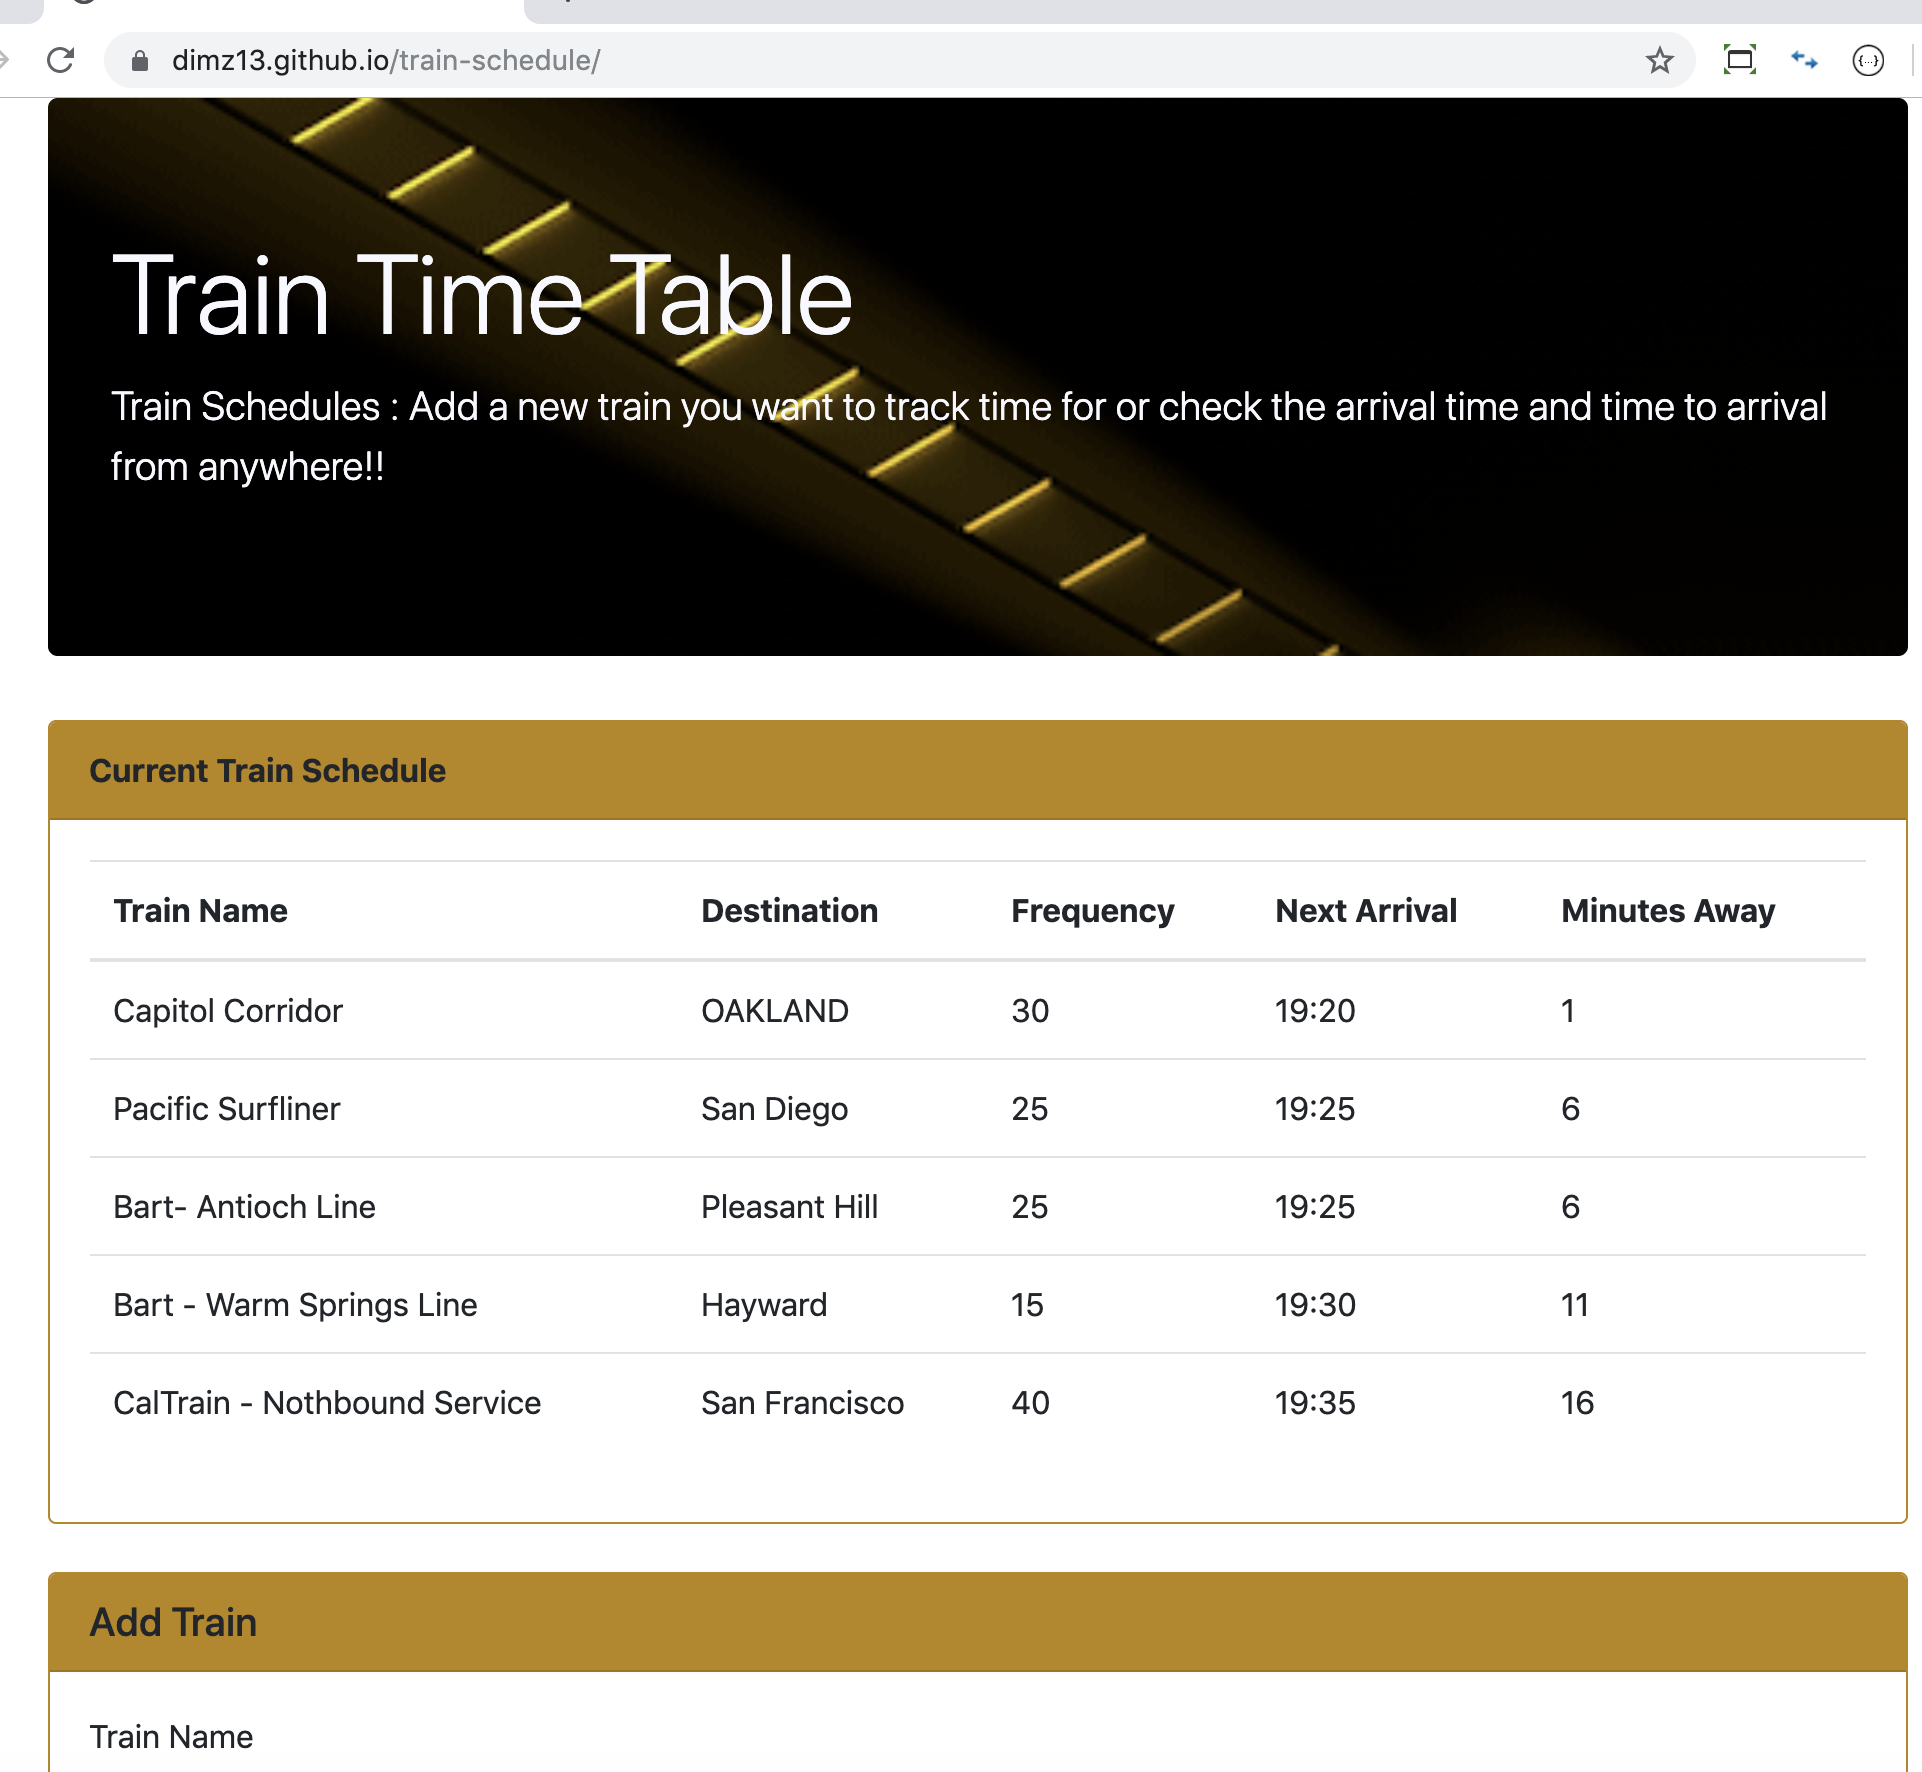 dimz13.github.io/train-schedule/
Train Time Table
Train Schedules : Add a new train you want to track time for or check the arrival time and time to arrival
from anywhere!!
Current Train Schedule
Train Name Destination Frequency Next Arrival Minutes Away
Capitol Corridor OAKLAND 30 19:20 1
Pacific Surfliner San Diego 25 19:25 6
Bart- Antioch Line Pleasant Hill 25 19:25 6
Bart - Warm Springs Line Hayward 15 19:30 11
CalTrain - Nothbound Service San Francisco 40 19:35 16
Add Train
Train Name